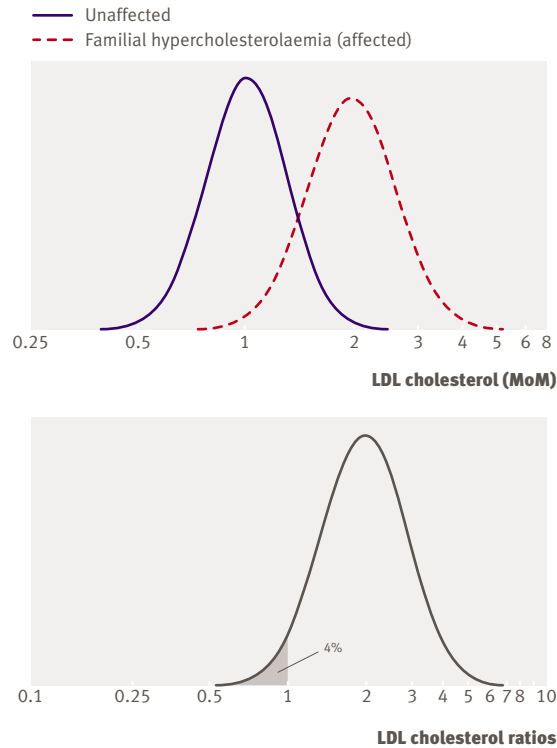 Unaffected
Familial hypercholesterolaemia (affected)
0.25 0.5 1 2 3 4 5 6 8
LDL cholesterol (MoM)
4%
0.1 0.25 0.5 1 2 3 4 5 6 7 8 10
LDL cholesterol ratios